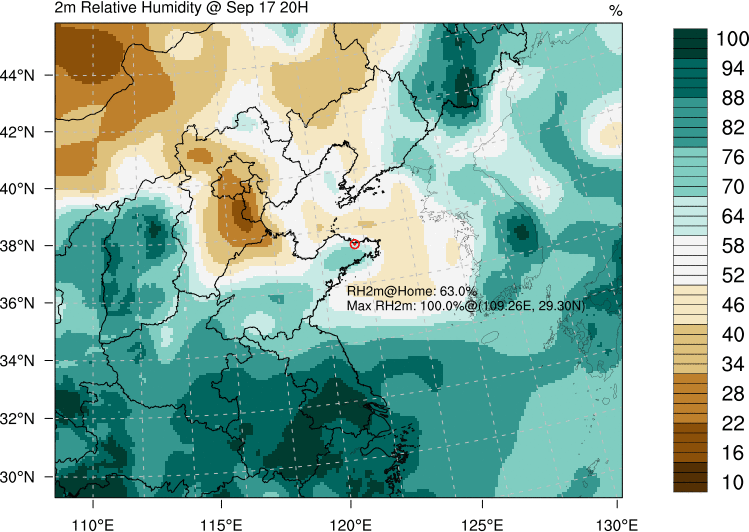 2m Relative Humidity @ Sep 17 20H
%
44°N
42°N
40°N
38°N
36°N
34°N
32°N
30°N
110°E
115°E
120°E
125°E
130°E
RH2m@Home: 63.0%
Max RH2m: 100.0%@(109.26E, 29.30N)
100
94
88
82
76
70
64
58
52
46
40
34
28
22
16
10